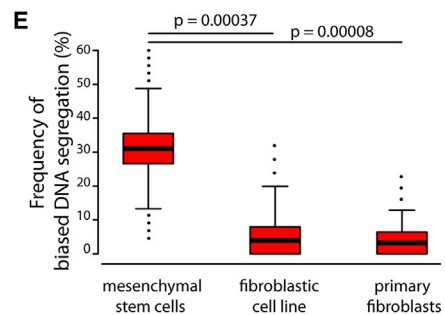 E
p = 0.00037
p = 0.00008
Frequency of
biased DNA segregation (%)
60
50
40
30
20
10
0
mesenchymal
stem cells
fibroblastic
cell line
primary
fibroblasts